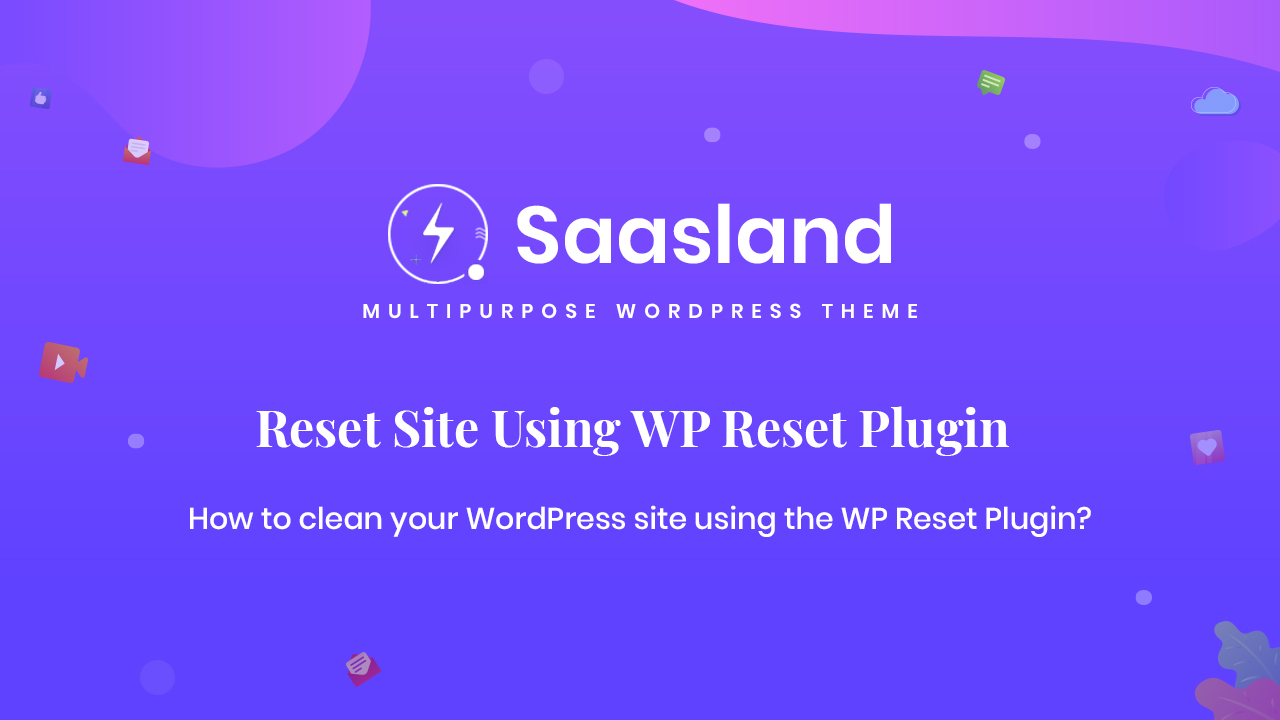 Saasland
MULTIPURPOSE WORDPRESS THEME
Reset Site Using WP Reset Plugin
How to clean your WordPress site using the WP Reset Plugin?